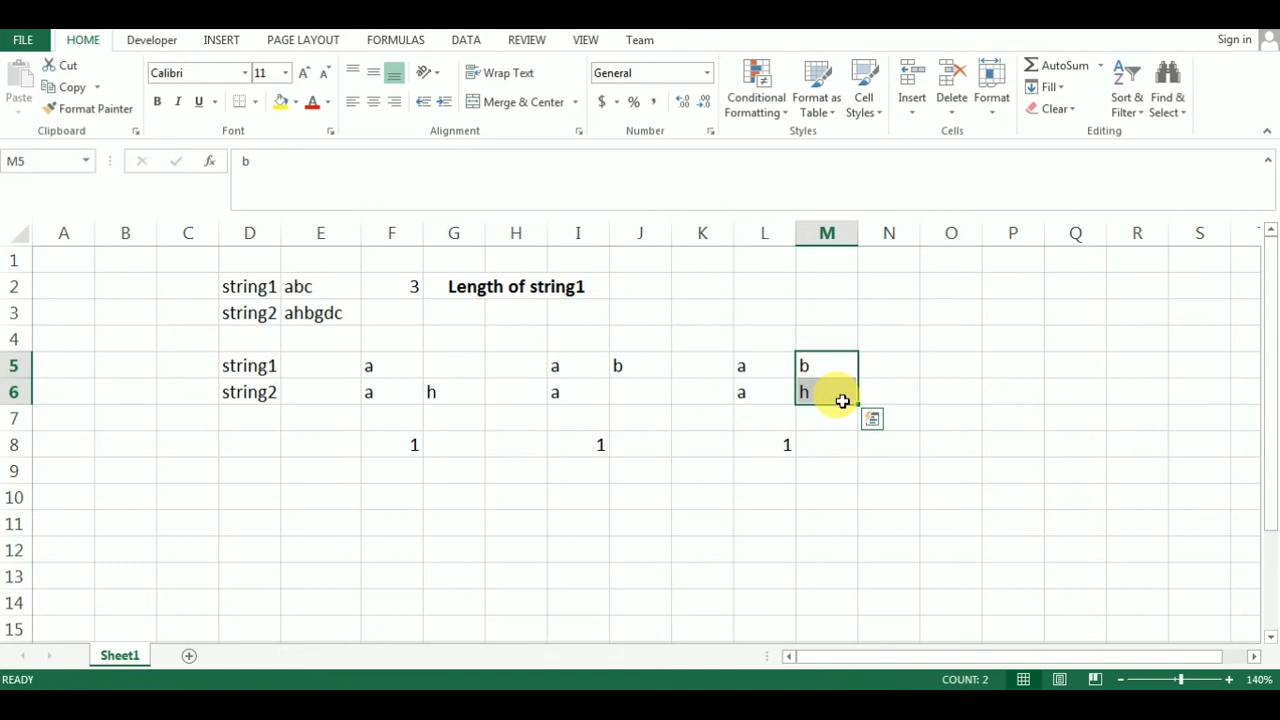 FILE HOME Developer INSERT PAGE LAYOUT FORMULAS DATA REVIEW VIEW Team Sign in
Paste Cut Copy Format Painter
Calibri 11 A A
B I U A
Wrap Text
Merge & Center
General
$ % ,
Conditional Formatting
Format as Table
Cell Styles
Insert Delete Format
AutoSum
Fill
Clear
Sort & Filter
Find & Select
Clipboard Font Alignment Number Styles Cells Editing
M5 fx b
A B C D E F G H I J K L M N O P Q R S
1
2 string1 abc 3 Length of string1
3 string2 ahbgdc
4
5 string1 a a b a b
6 string2 a h a a h
7
8 1 1 1
9
10
11
12
13
14
15
Sheet1
READY COUNT: 2 140%